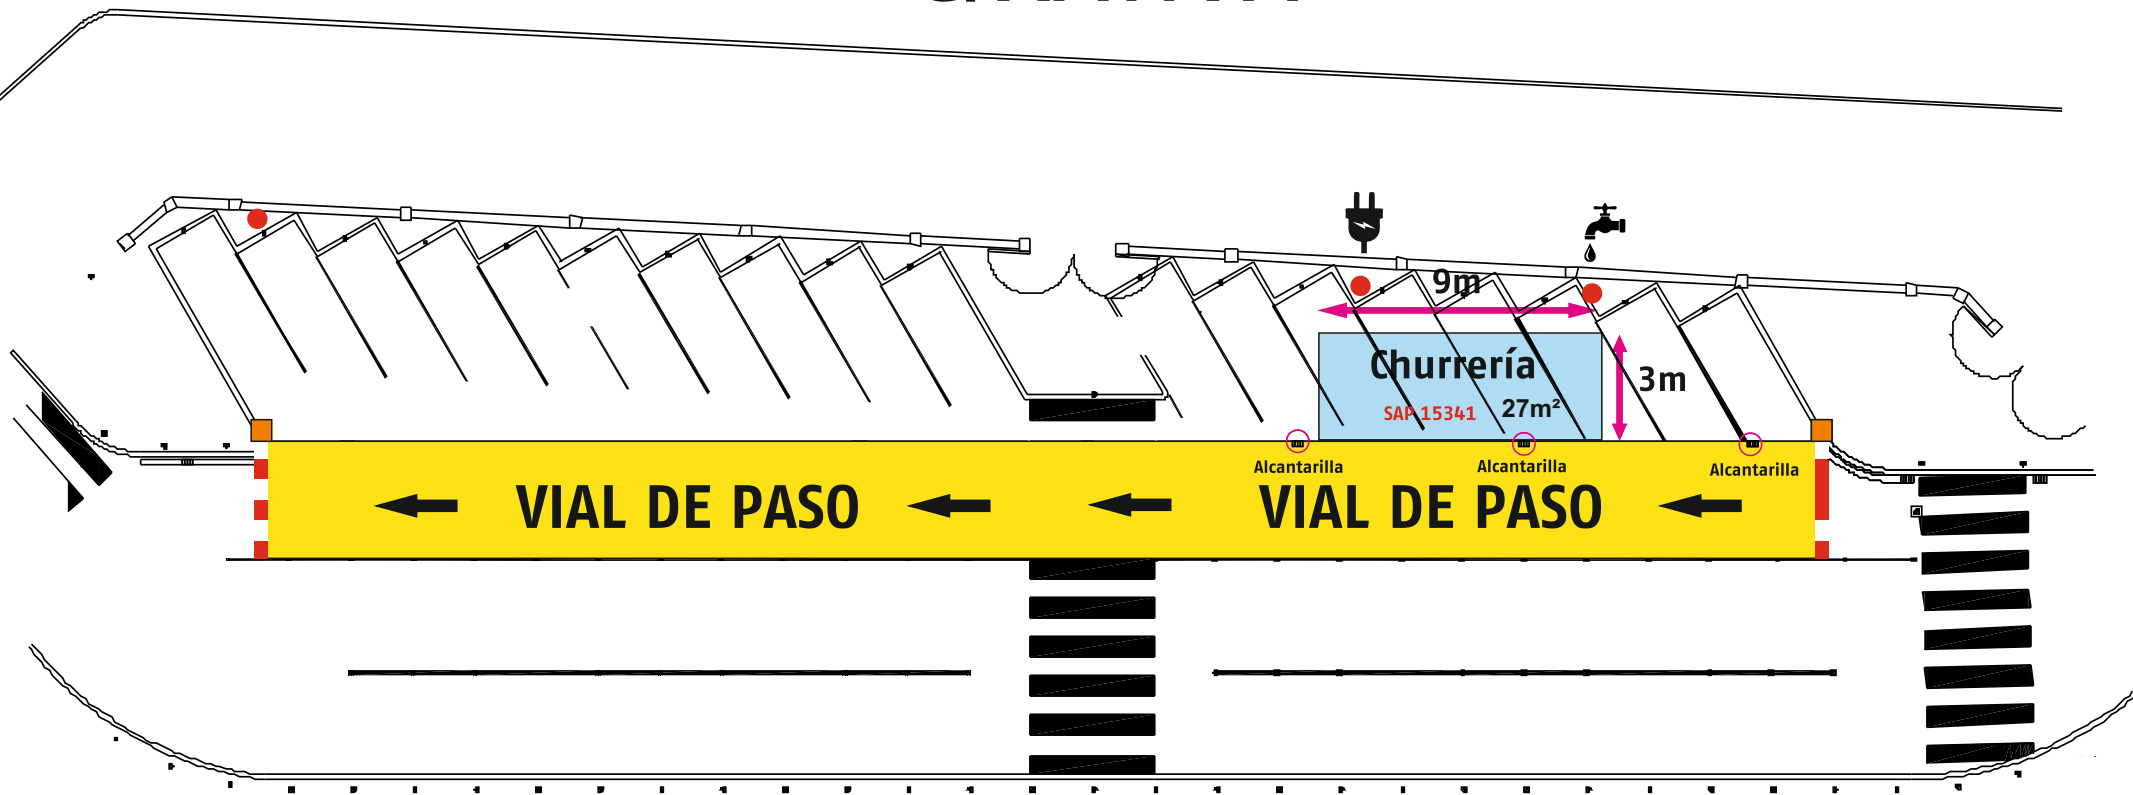 9m
Churrería
3m
SAP 15341
27m²
Alcantarilla
Alcantarilla
Alcantarilla
VIAL DE PASO
VIAL DE PASO